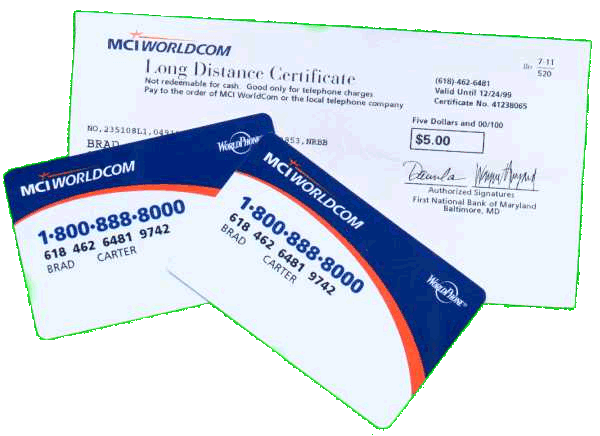 MCI WORLDCOM
Long Distance Certificate
Not redeemable for cash. Good only for telephone charges.
Pay to the order of MCI WorldCom or the local telephone company
7-11
520
(618)-462-6481
Valid Until 12/24/99
Certificate No. 41238065
Five Dollars and 00/100
$5.00
Authorized Signatures
First National Bank of Maryland
Baltimore, MD
NO,235108L1,0491
853,NRBB
BRAD
MCI WORLDCOM
WORLDPHONE
1·800·888·8000
618 462 6481 9742
BRAD CARTER
MCI WORLDCOM
1·800·888·8000
618 462 6481 9742
BRAD CARTER
WORLDPHONE